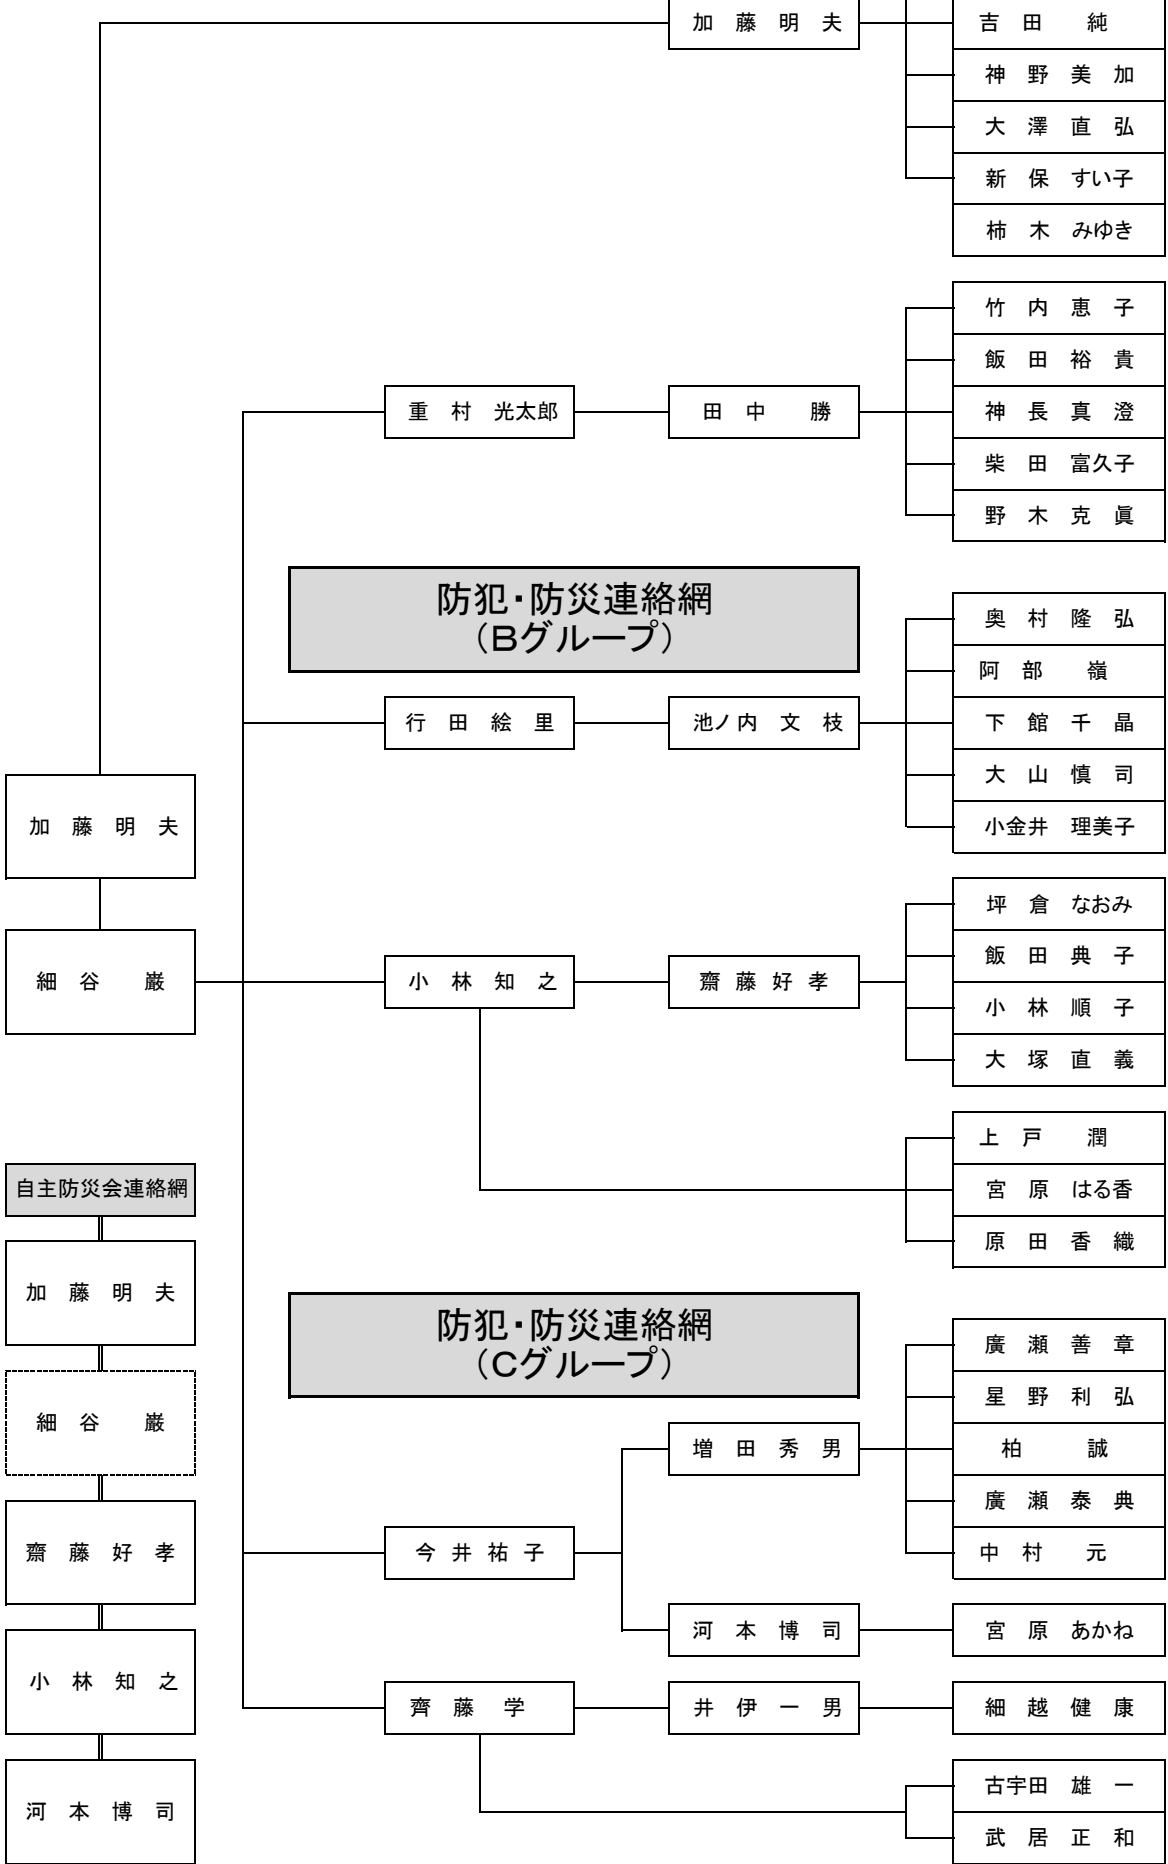 加 藤 明 夫
吉 田 純
神 野 美 加
大 澤 直 弘
新 保 すい子
柿 木 みゆき
竹 内 恵 子
飯 田 裕 貴
重 村 光太郎
田 中 勝
神 長 真 澄
柴 田 富久子
野 木 克 眞
防犯・防災連絡網
（Bグループ）
奥 村 隆 弘
阿 部 嶺
行 田 絵 里
池ノ内 文 枝
下 館 千 晶
大 山 慎 司
小金井 理美子
加 藤 明 夫
細 谷 巌
小 林 知 之
齋 藤 好 孝
坪 倉 なおみ
飯 田 典 子
小 林 順 子
大 塚 直 義
上 戸 潤
宮 原 はる香
原 田 香 織
自主防災会連絡網
加 藤 明 夫
細 谷 巌
齋 藤 好 孝
小 林 知 之
河 本 博 司
防犯・防災連絡網
（Cグループ）
廣 瀬 善 章
星 野 利 弘
増 田 秀 男
柏 誠
廣 瀬 泰 典
今 井 祐 子
中 村 元
河 本 博 司
宮 原 あかね
齊 藤 学
井 伊 一 男
細 越 健 康
古宇田 雄 一
武 居 正 和